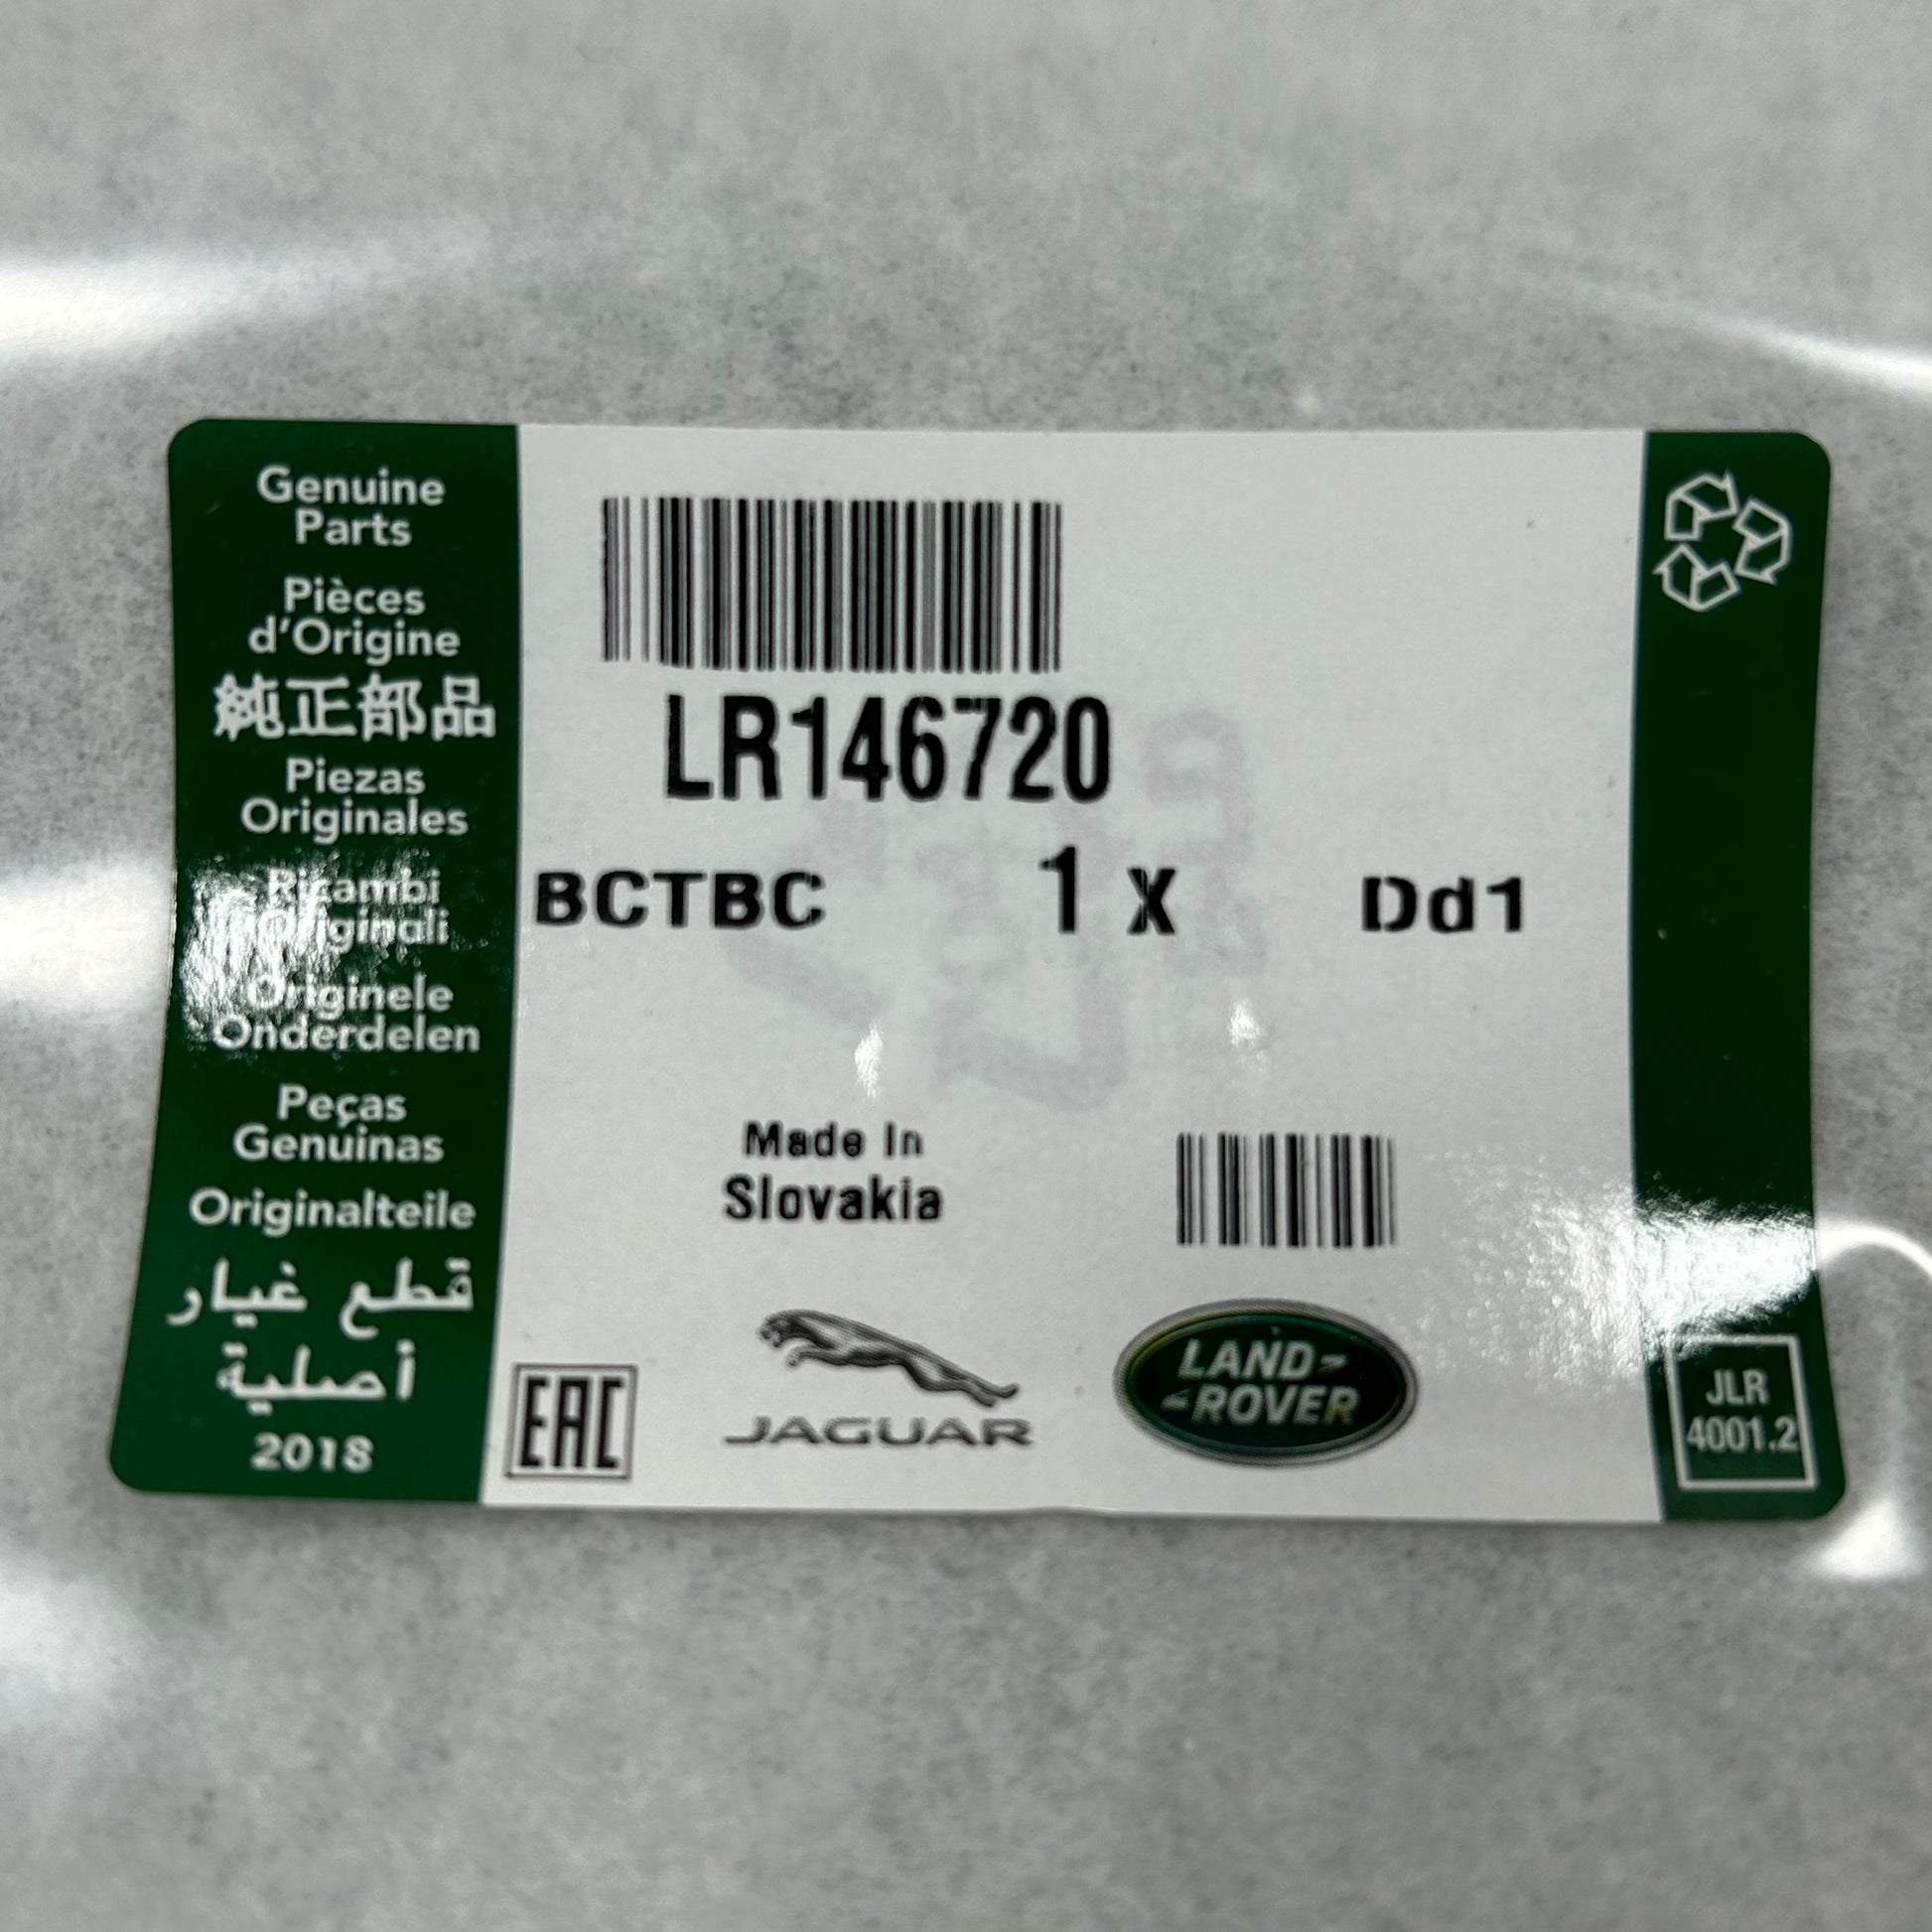 Genuine
Parts
Pièces
d'Origine
純正部品
Piezas
Originales
Ricambi
Originali
Originele
Onderdelen
Peças
Genuinas
Originalteile
قطع غيار
أصلية
2018
LR146720
BCTBC 1 x Dd1
Made In
Slovakia
EAC
JAGUAR
LAND-
-ROVER
JLR
4001.2